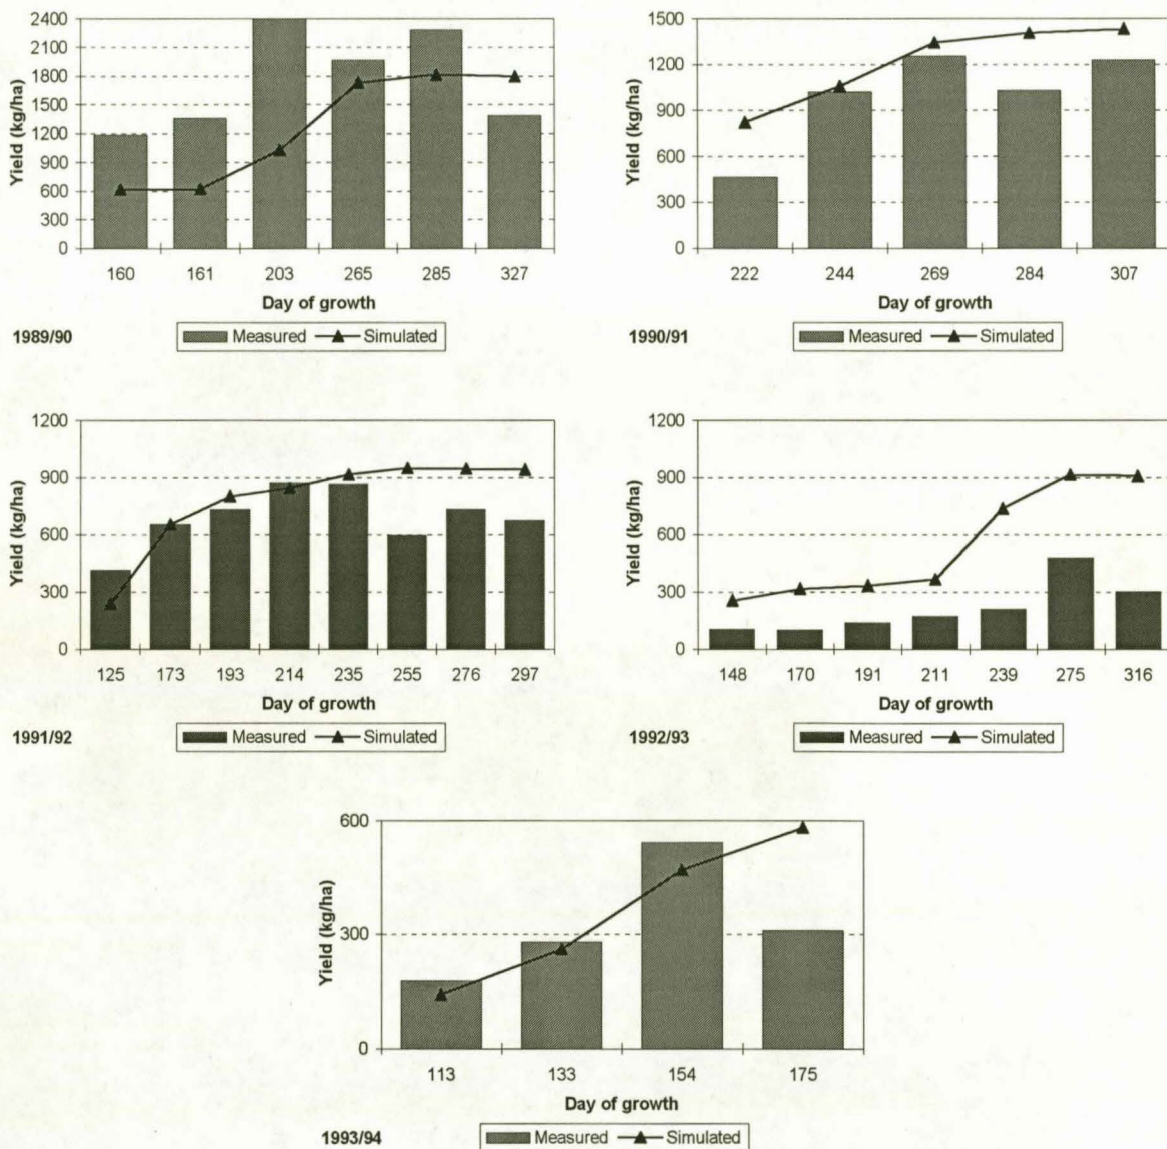 2400
2100
1800
1500
1200
900
600
300
0
Yield (kg/ha)
160 161 203 265 285 327
Day of growth
1989/90
Measured Simulated
1500
1200
900
600
300
0
Yield (kg/ha)
222 244 269 284 307
Day of growth
1990/91
Measured Simulated
1200
900
600
300
0
Yield (kg/ha)
125 173 193 214 235 255 276 297
Day of growth
1991/92
Measured Simulated
1200
900
600
300
0
Yield (kg/ha)
148 170 191 211 239 275 316
Day of growth
1992/93
Measured Simulated
600
300
0
Yield (kg/ha)
113 133 154 175
Day of growth
1993/94
Measured Simulated